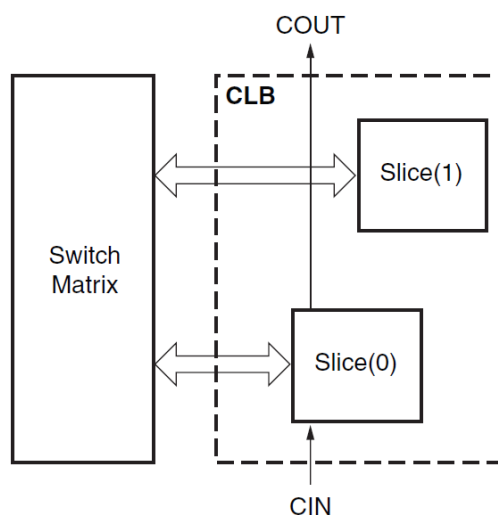 COUT
CLB
Slice(1)
Switch
Matrix
Slice(0)
CIN